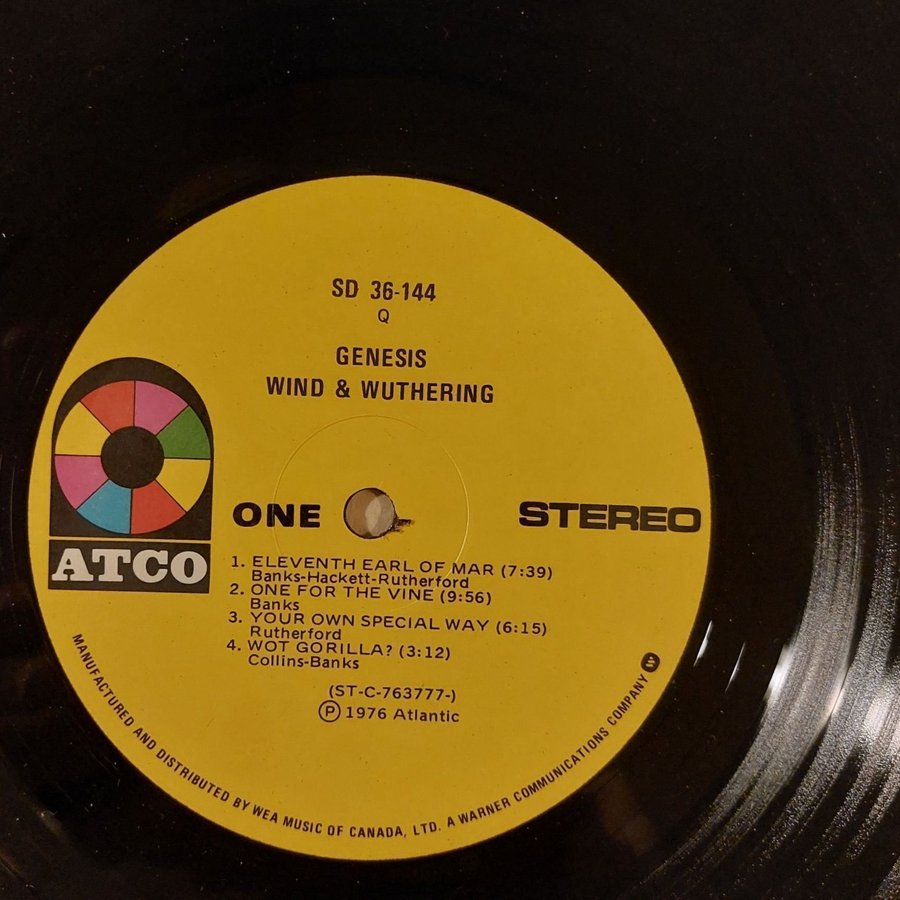 SD 36-144
Q
GENESIS
WIND & WUTHERING
ATCO
ONE
STEREO
1. ELEVENTH EARL OF MAR (7:39)
Banks-Hackett-Rutherford
2. ONE FOR THE VINE (9:56)
Banks
3. YOUR OWN SPECIAL WAY (6:15)
Rutherford
4. WOT GORILLA? (3:12)
Collins-Banks
(ST-C-763777-)
Ⓟ 1976 Atlantic
MANUFACTURED AND DISTRIBUTED BY WEA MUSIC OF CANADA, LTD. A WARNER COMMUNICATIONS COMPANY